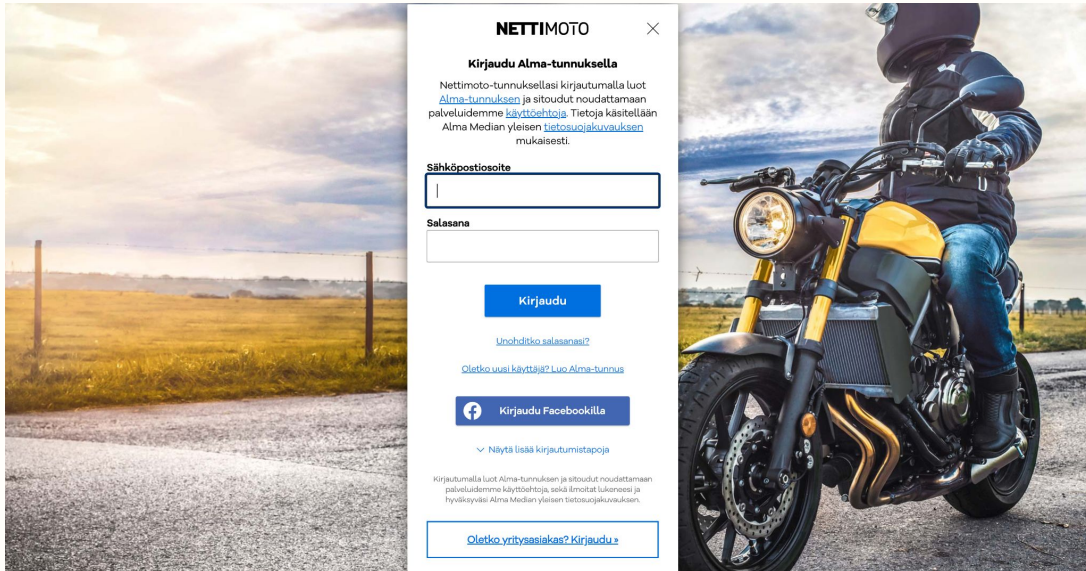 NETTIMOTO
Kirjaudu Alma-tunnuksella
Nettimoto-tunnuksellasi kirjautumalla luot
Alma-tunnuksen ja sitoudut noudattamaan
palveluidemme käyttöehtoja. Tietoja käsitellään
Alma Median yleisen tietosuojakuvauksen
mukaisesti.
Sähköpostiosoite
Salasana
Kirjaudu
Unohditko salasanasi?
Oletko uusi käyttäjä? Luo Alma-tunnus
Kirjaudu Facebookilla
Näytä lisää kirjautumistapoja
Kirjautumalla luot Alma-tunnuksen ja sitoudut noudattamaan
palveluidemme käyttöehtoja, sekä ilmoitat lukeneesi ja
hyväksyväsi Alma Median yleisen tietosuojakuvauksen.
Oletko yritysasiakas? Kirjaudu »